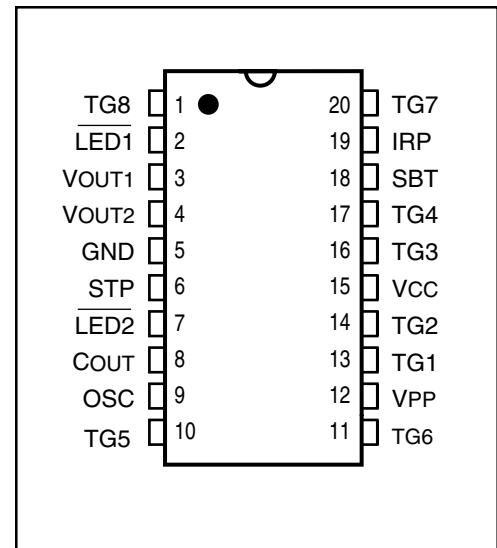 TG8 1 20 TG7
LED1 2 19 IRP
VOUT1 3 18 SBT
VOUT2 4 17 TG4
GND 5 16 TG3
STP 6 15 VCC
LED2 7 14 TG2
COUT 8 13 TG1
OSC 9 12 VPP
TG5 10 11 TG6